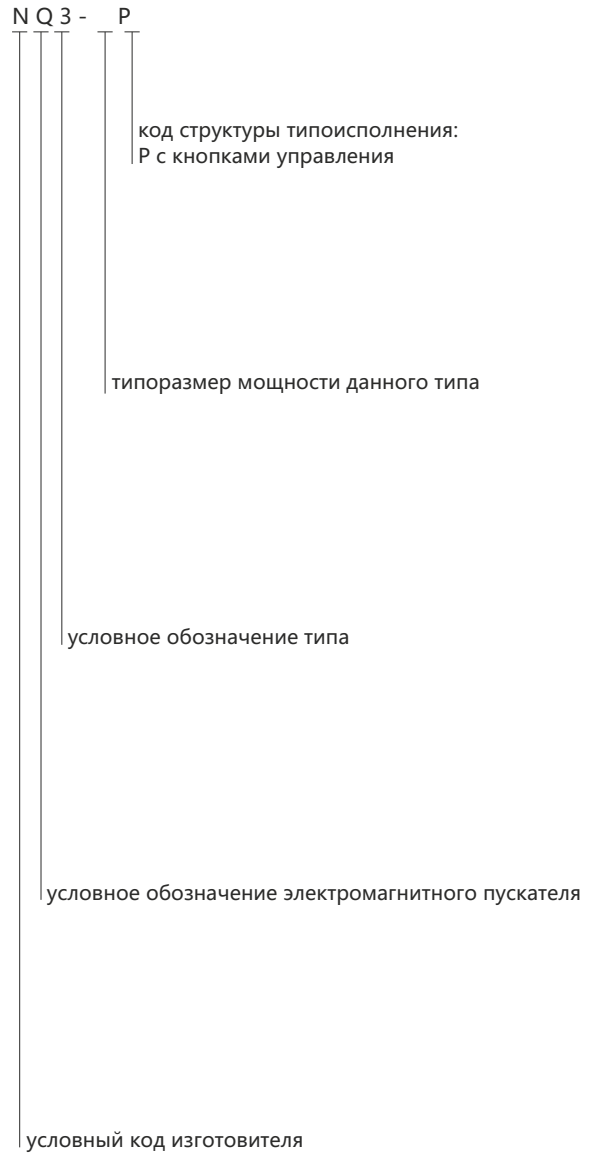 N Q 3 - P
код структуры типоисполнения:
P с кнопками управления
типоразмер мощности данного типа
условное обозначение типа
условное обозначение электромагнитного пускателя
условный код изготовителя